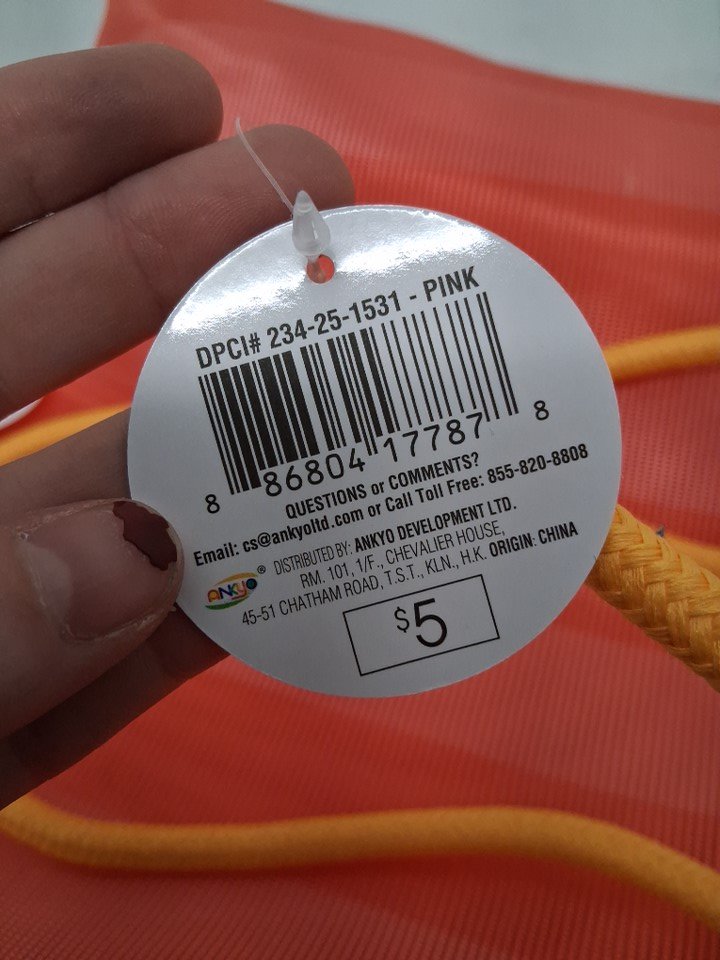 DPCI# 234-25-1531 - PINK
8 86804 17787 8
QUESTIONS or COMMENTS?
Email: cs@ankyoltd.com or Call Toll Free: 855-820-8808
ANKYO®
DISTRIBUTED BY: ANKYO DEVELOPMENT LTD.
RM. 101, 1/F., CHEVALIER HOUSE,
45-51 CHATHAM ROAD, T.S.T., KLN., H.K. ORIGIN: CHINA
$5